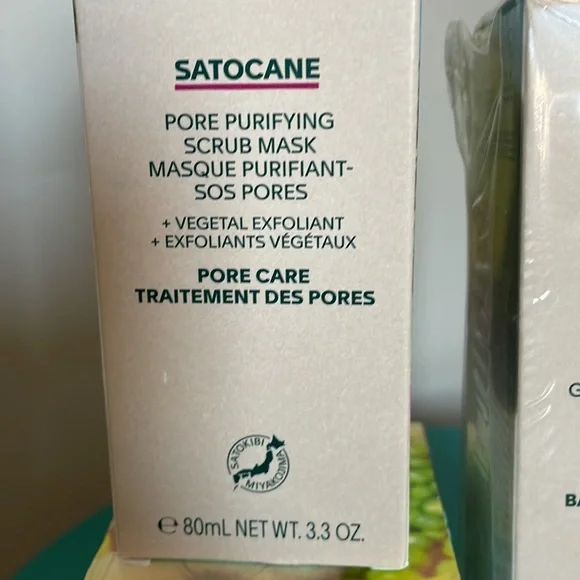 SATOCANE
PORE PURIFYING
SCRUB MASK
MASQUE PURIFIANT-
SOS PORES
+ VEGETAL EXFOLIANT
+ EXFOLIANTS VÉGÉTAUX
PORE CARE
TRAITEMENT DES PORES
SATOKIBI
MIYAKOJIMA
℮ 80mL NET WT. 3.3 OZ.
G
BA